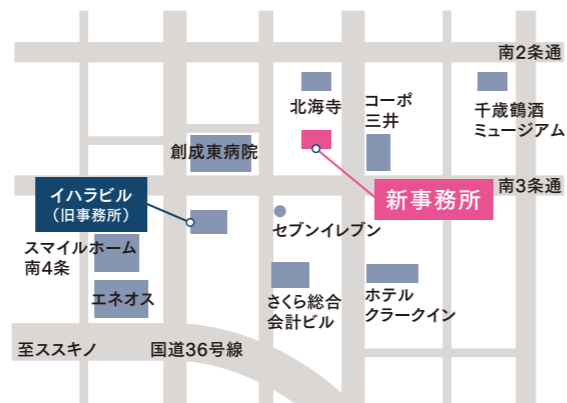 南2条通
北海寺
コーポ
三井
千歳鶴酒
ミュージアム
創成東病院
南3条通
イハラビル
（旧事務所）
新事務所
セブンイレブン
スマイルホーム
南4条
エネオス
さくら総合
会計ビル
ホテル
クラークイン
至ススキノ
国道36号線